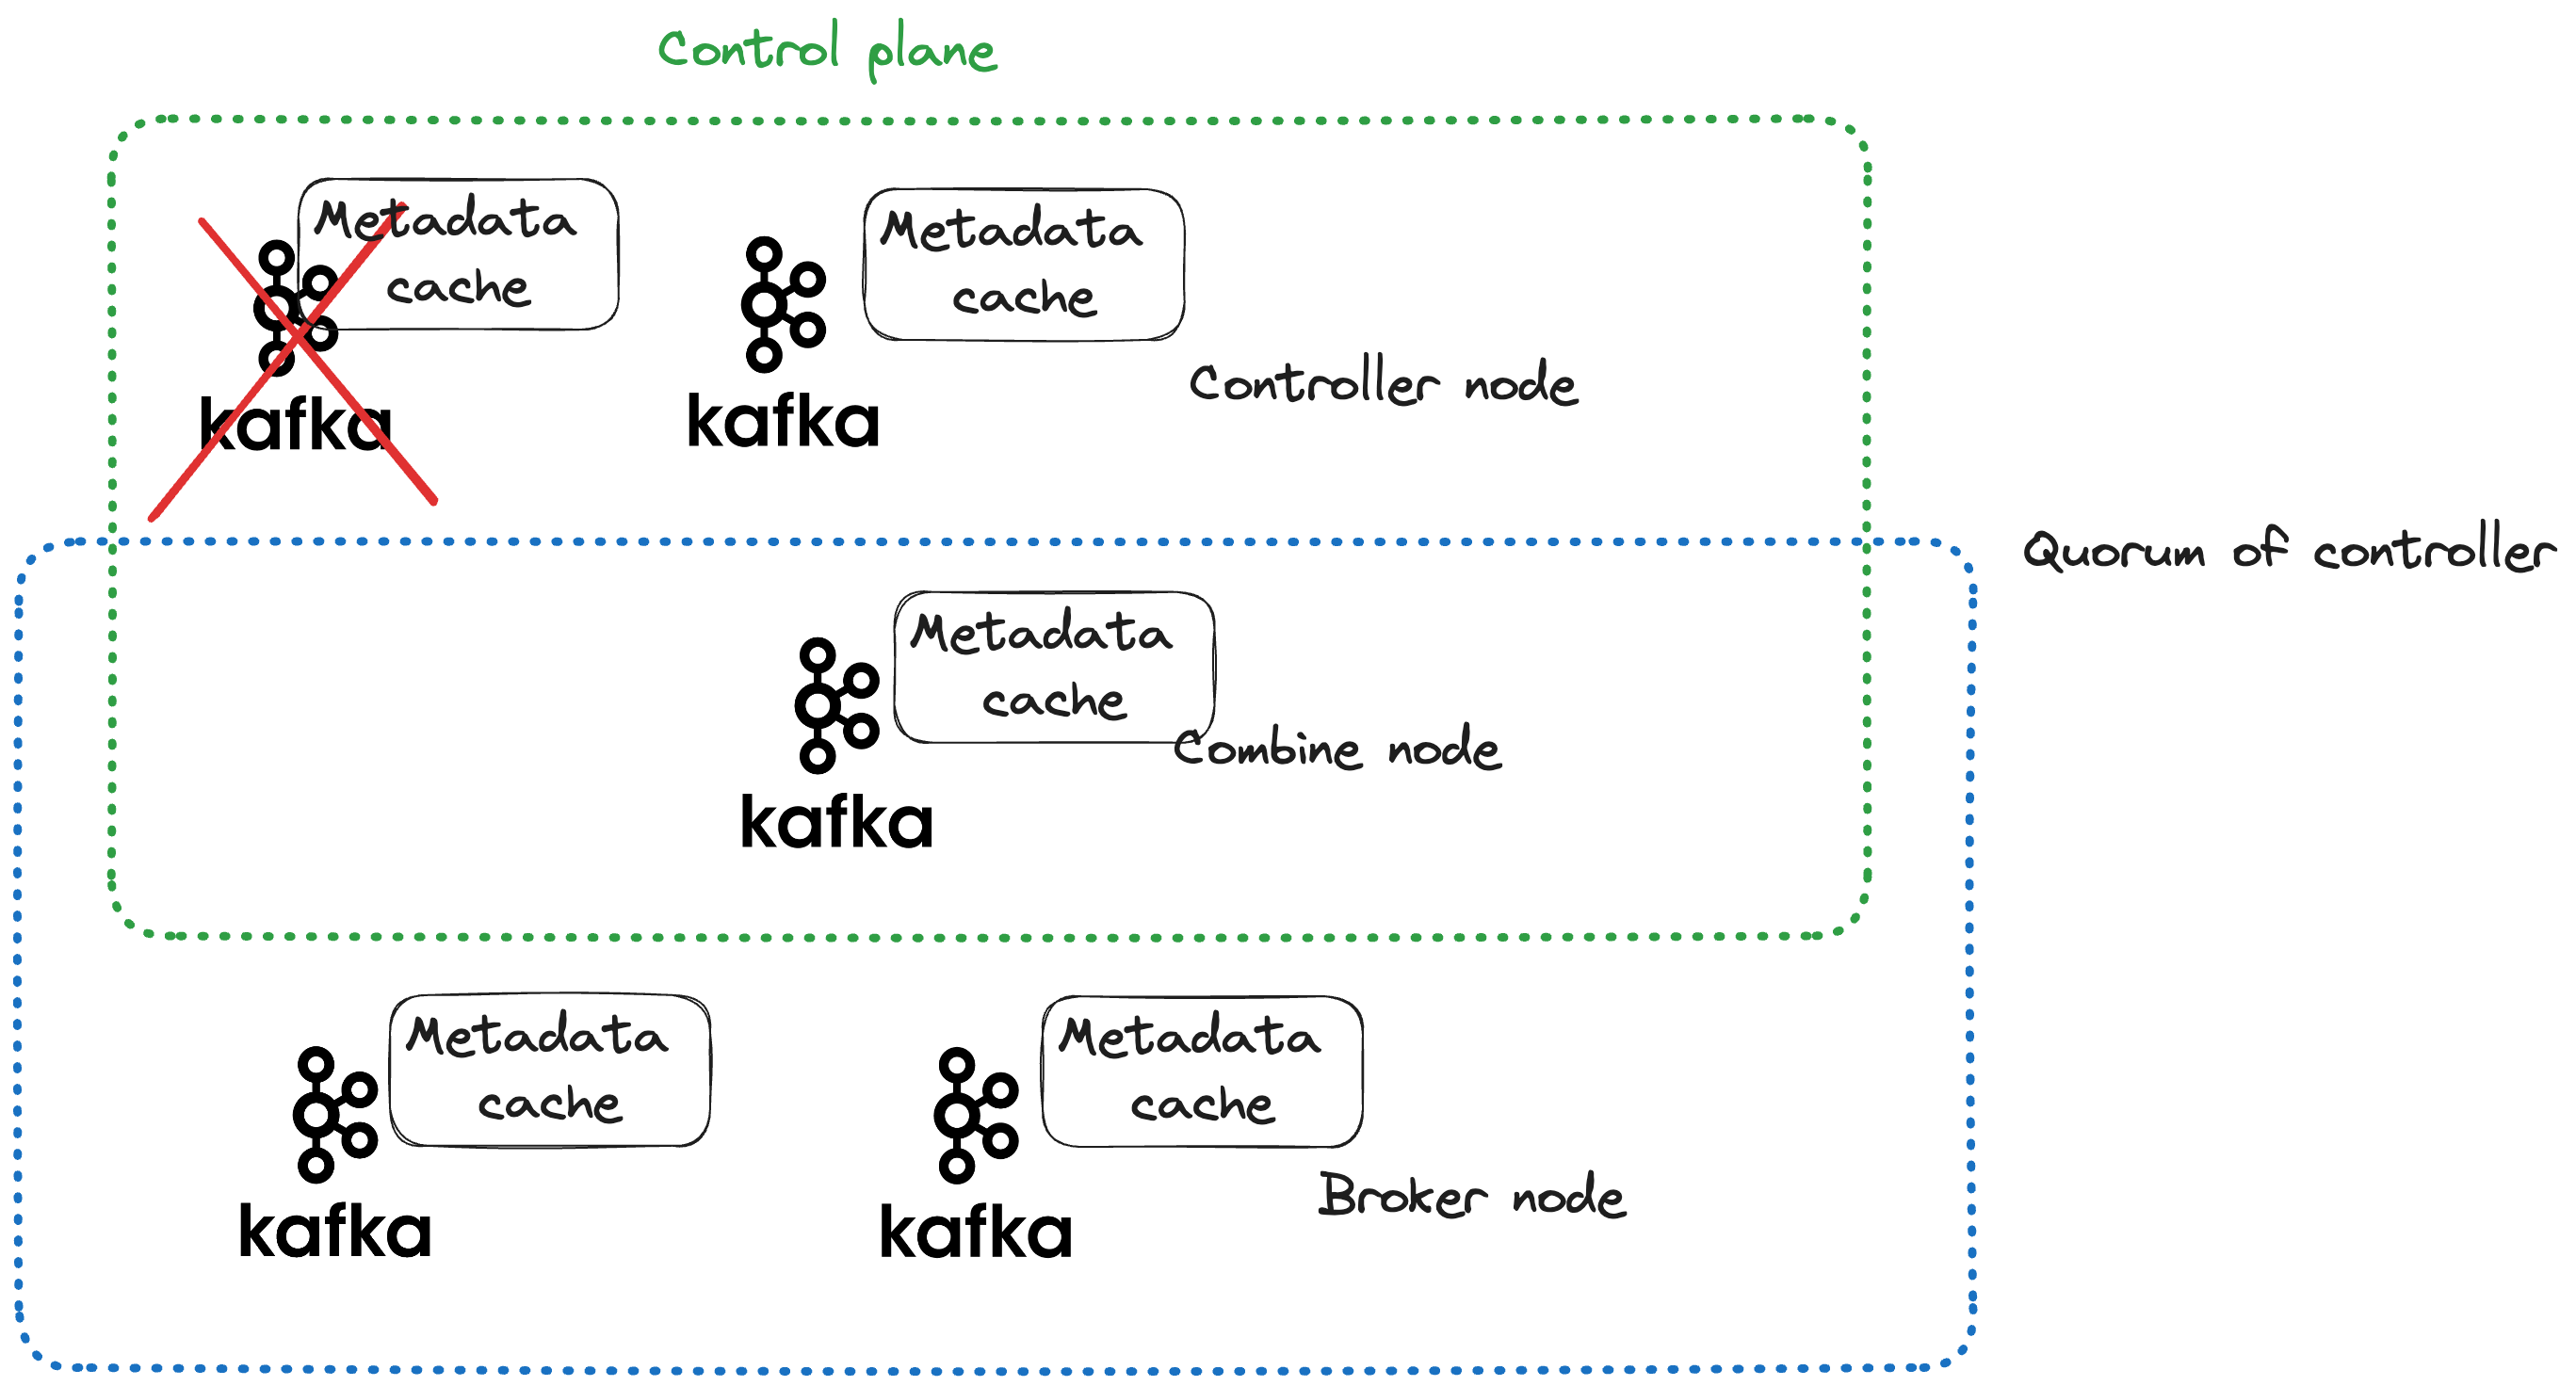 Control plane
Metadata
cache
kafka
Metadata
cache
kafka
Controller node
Quorum of controller
Metadata
cache
kafka
Combine node
Metadata
cache
kafka
Metadata
cache
kafka
Broker node